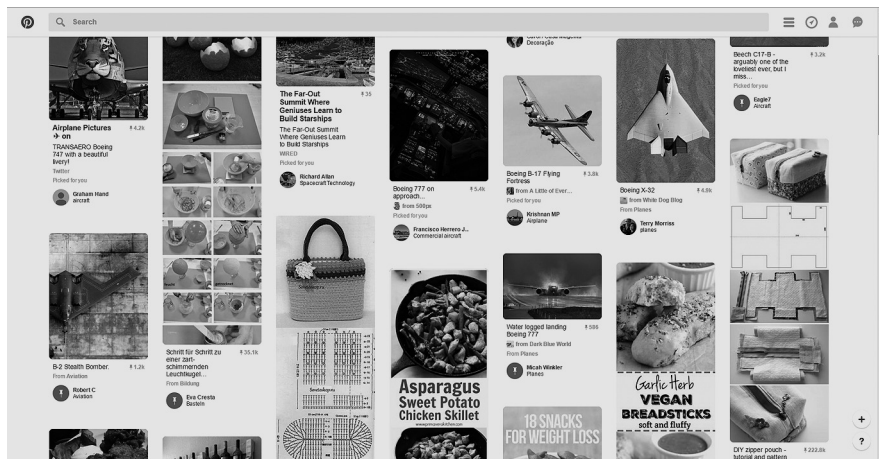 Search
Airplane Pictures
✈ on
4.2k
TRANSAERO Boeing
747 with a beautiful
livery!
Twitter
Picked for you
Graham Hand
aircraft
B-2 Stealth Bomber.
1.2k
From Aviation
Robert C
Aviation
Schritt für Schritt zu
35.1k
einer zart-
schimmernden
Leuchtkugel...
From Bildung
Eva Cresta
Basteln
The Far-Out
35
Summit Where
Geniuses Learn to
Build Starships
The Far-Out Summit
Where Geniuses Learn
to Build Starships
WIRED
Picked for you
Richard Allan
Spacecraft Technology
Boeing 777 on
5.4k
approach...
from 500px
Picked for you
Francisco Herrero J...
Commercial aircraft
Asparagus
Sweet Potato
Chicken Skillet
Decoração
Boeing B-17 Flying
3.8k
Fortress
from A Little of Ever...
Picked for you
Krishnan MP
Airplane
Water logged landing
586
Boeing 777
from Dark Blue World
From Planes
Micah Winkler
Planes
18 SNACKS
FOR WEIGHT LOSS
Boeing X-32
4.9k
from White Dog Blog
From Planes
Terry Morriss
planes
Garlic Herb
VEGAN
BREADSTICKS
soft and fluffy
Beech C17-B -
3.2k
arguably one of the
loveliest ever, but I
miss...
Picked for you
Eagle7
Aircraft
DIY zipper pouch -
222.8k
tutorial and pattern
+
?